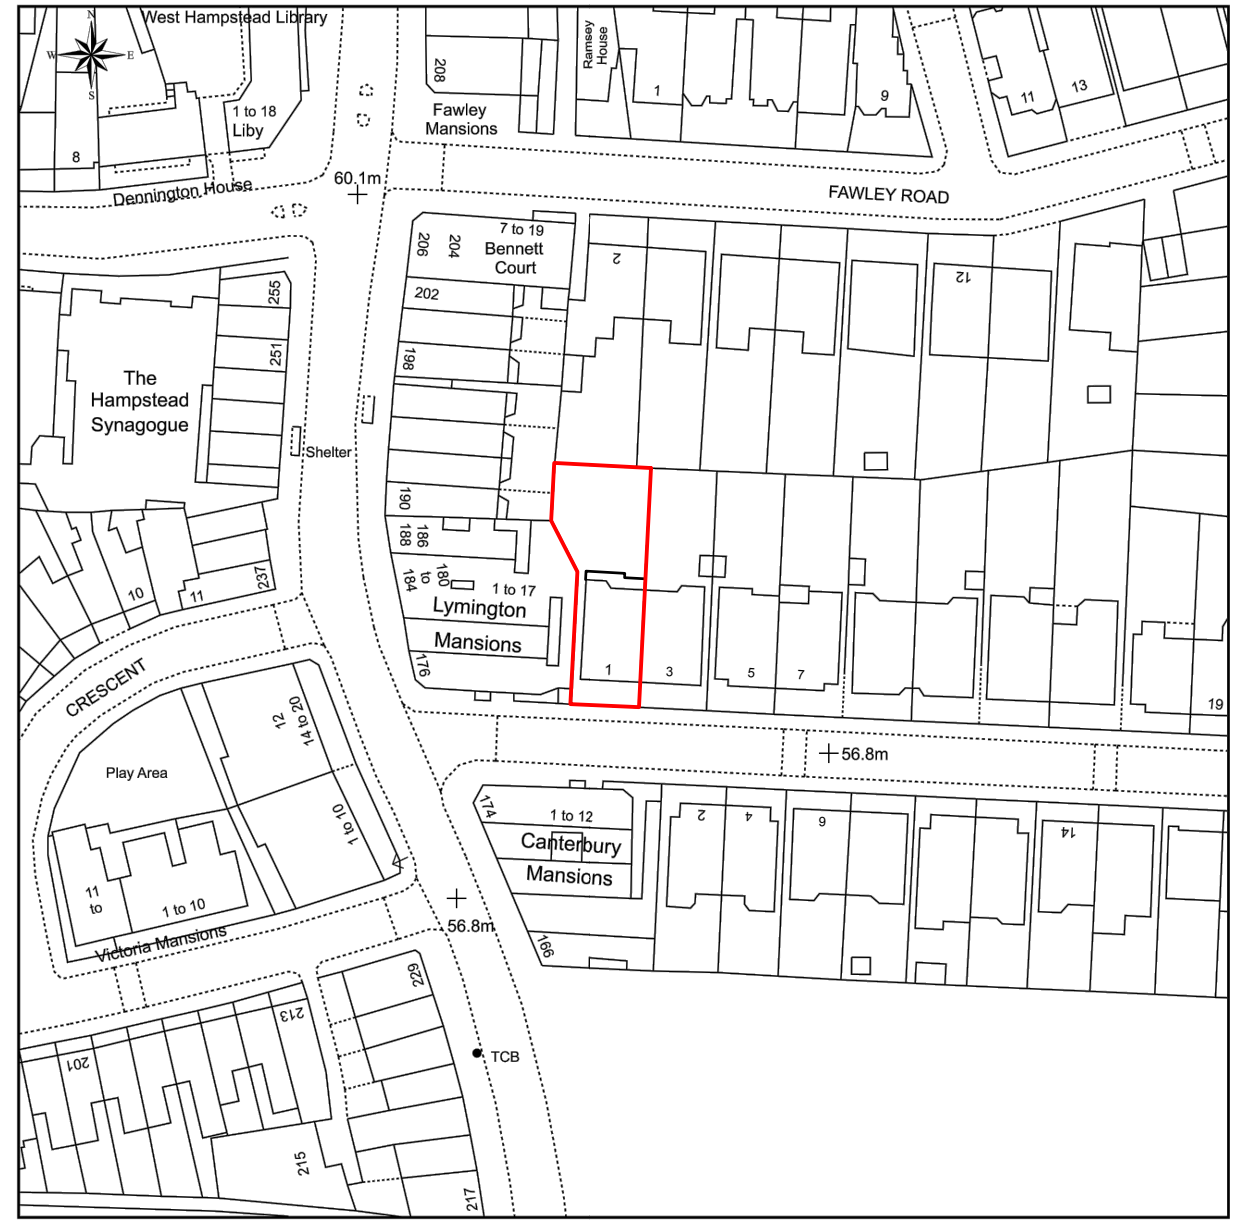 West Hampstead Library
N
W
E
S
208
Ramsey
House
1
9
11
13
1 to 18
Liby
Fawley
Mansions
8
60.1m
Dennington House
FAWLEY ROAD
206
204
7 to 19
Bennett
Court
2
12
255
202
251
198
The
Hampstead
Synagogue
Shelter
190
188
186
184
to
180
1 to 17
Lymington
Mansions
176
237
10
11
1
3
5
7
19
CRESCENT
12
14 to 20
Play Area
1 to 10
56.8m
174
1 to 12
Canterbury
Mansions
2
4
6
14
11
to
1 to 10
Victoria Mansions
56.8m
166
229
213
201
TCB
215
217